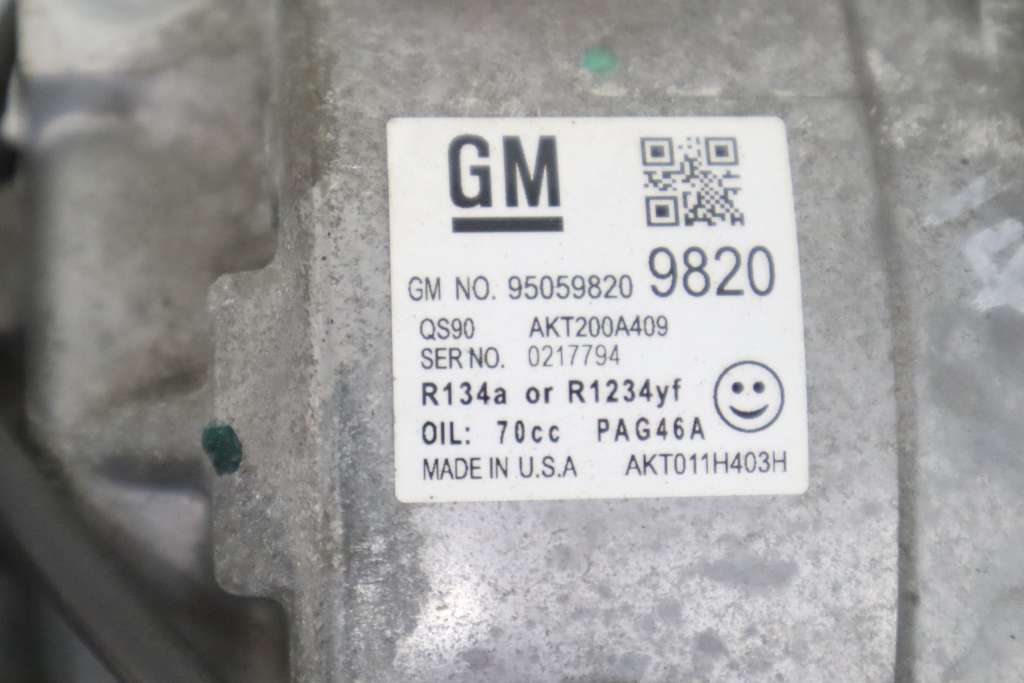 GM
GM NO. 95059820 9820
QS90 AKT200A409
SER NO. 0217794
R134a or R1234yf
OIL: 70cc PAG46A
MADE IN U.S.A AKT011H403H